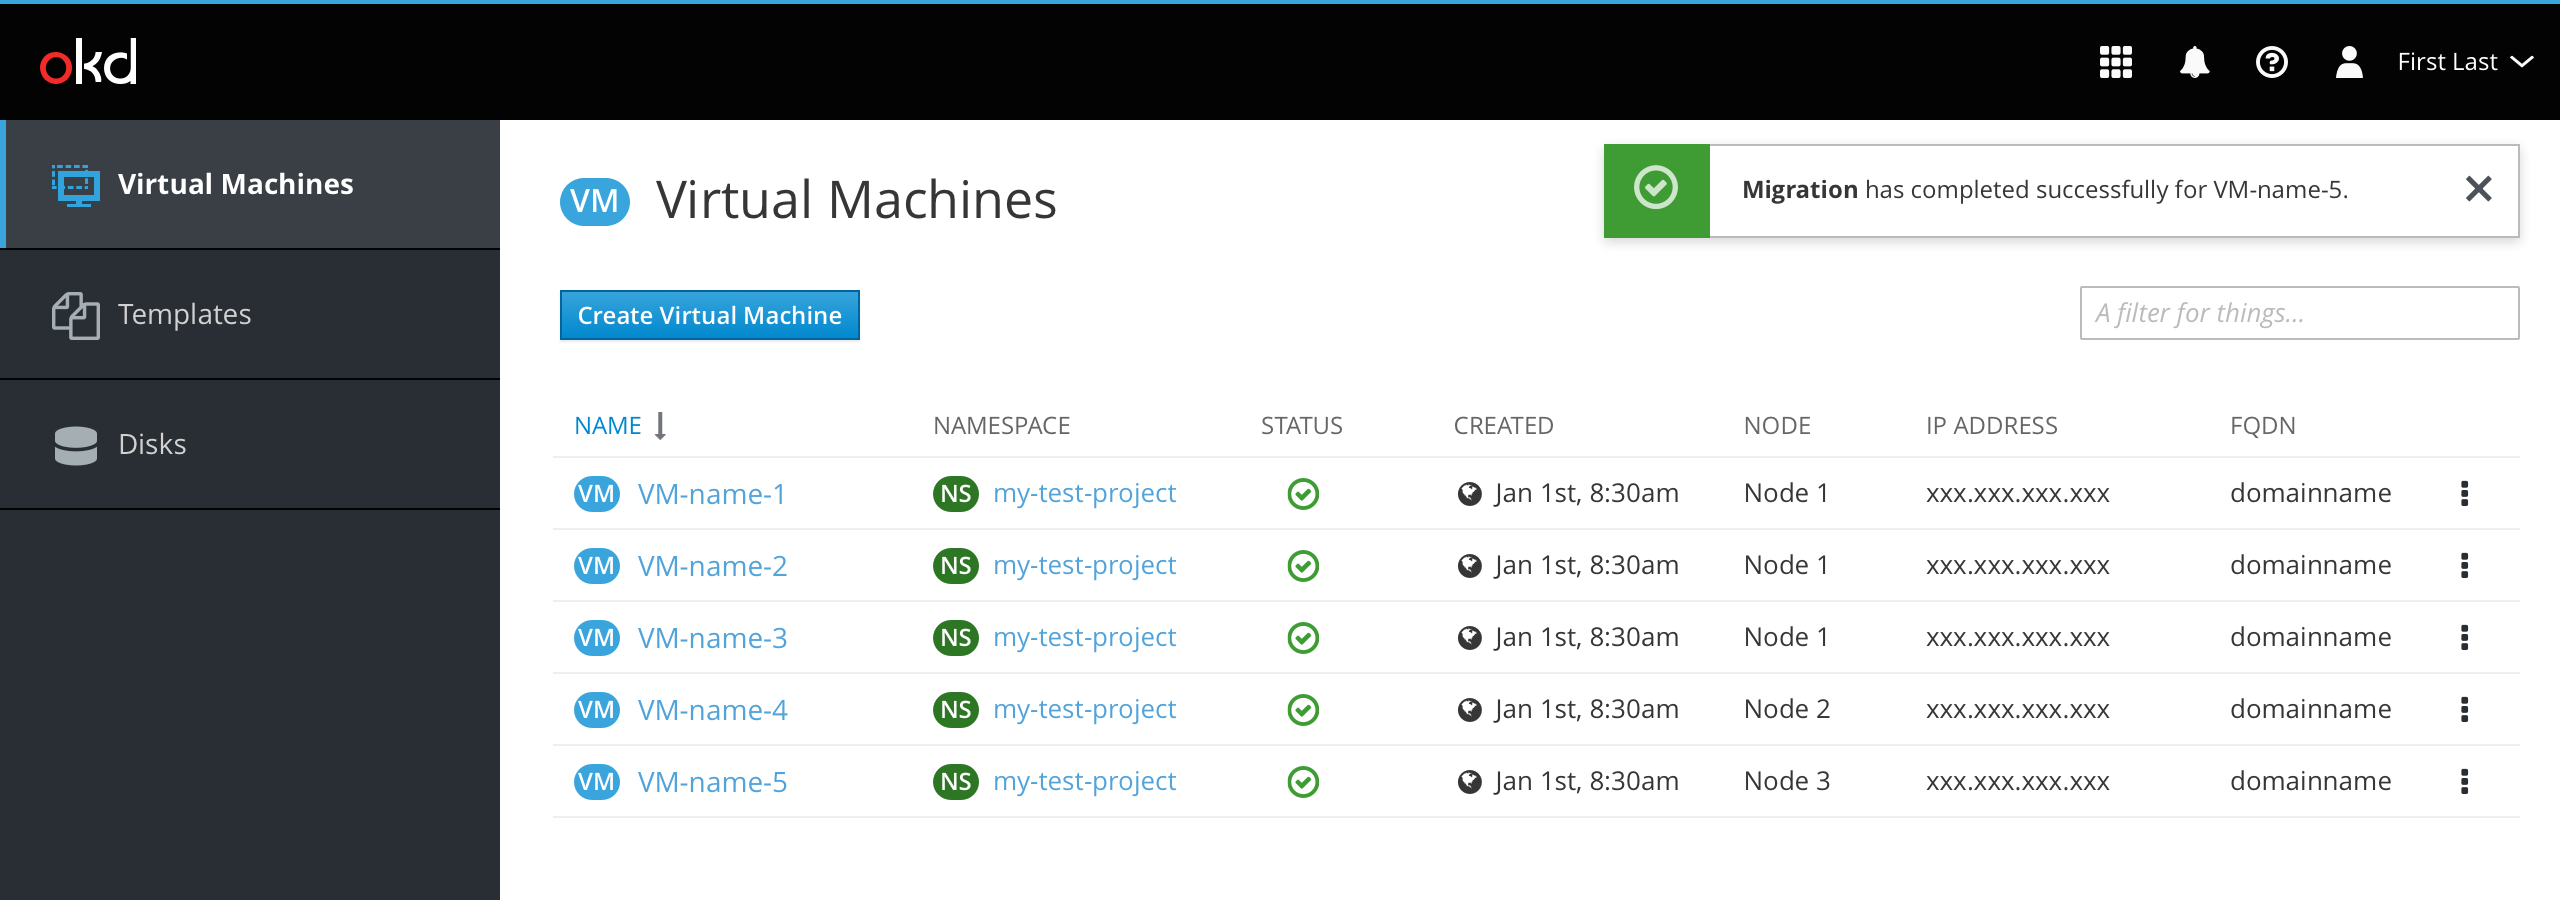 okd
First Last
Virtual Machines
Templates
Disks
VM Virtual Machines
Migration has completed successfully for VM-name-5.
Create Virtual Machine
A filter for things...
NAME NAMESPACE STATUS CREATED NODE IP ADDRESS FQDN
VM VM-name-1 NS my-test-project Jan 1st, 8:30am Node 1 xxx.xxx.xxx.xxx domainname
VM VM-name-2 NS my-test-project Jan 1st, 8:30am Node 1 xxx.xxx.xxx.xxx domainname
VM VM-name-3 NS my-test-project Jan 1st, 8:30am Node 1 xxx.xxx.xxx.xxx domainname
VM VM-name-4 NS my-test-project Jan 1st, 8:30am Node 2 xxx.xxx.xxx.xxx domainname
VM VM-name-5 NS my-test-project Jan 1st, 8:30am Node 3 xxx.xxx.xxx.xxx domainname